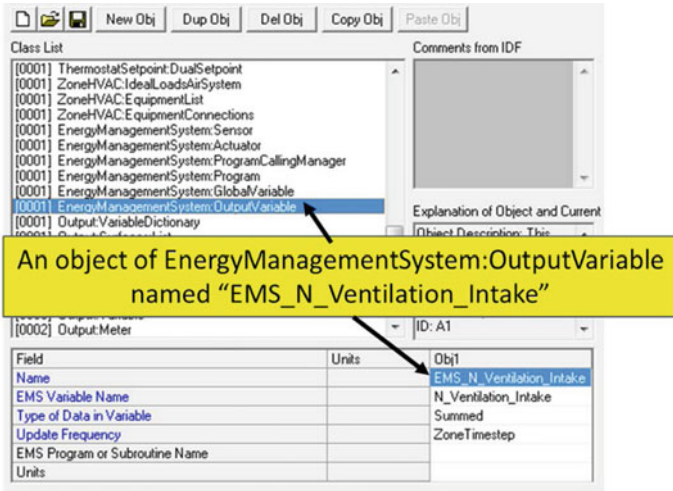 New Obj Dup Obj Del Obj Copy Obj Paste Obj
Class List
Comments from IDF
[0001] ThermostatSetpoint:DualSetpoint
[0001] ZoneHVAC:IdealLoadsAirSystem
[0001] ZoneHVAC:EquipmentList
[0001] ZoneHVAC:EquipmentConnections
[0001] EnergyManagementSystem:Sensor
[0001] EnergyManagementSystem:Actuator
[0001] EnergyManagementSystem:ProgramCallingManager
[0001] EnergyManagementSystem:Program
[0001] EnergyManagementSystem:GlobalVariable
[0001] EnergyManagementSystem:OutputVariable
[0001] Output:VariableDictionary
Explanation of Object and Current
Object Description: This
An object of EnergyManagementSystem:OutputVariable
named “EMS_N_Ventilation_Intake”
[0002] Output:Meter
ID: A1
Field Units Obj1
Name EMS_N_Ventilation_Intake
EMS Variable Name N_Ventilation_Intake
Type of Data in Variable Summed
Update Frequency ZoneTimestep
EMS Program or Subroutine Name
Units